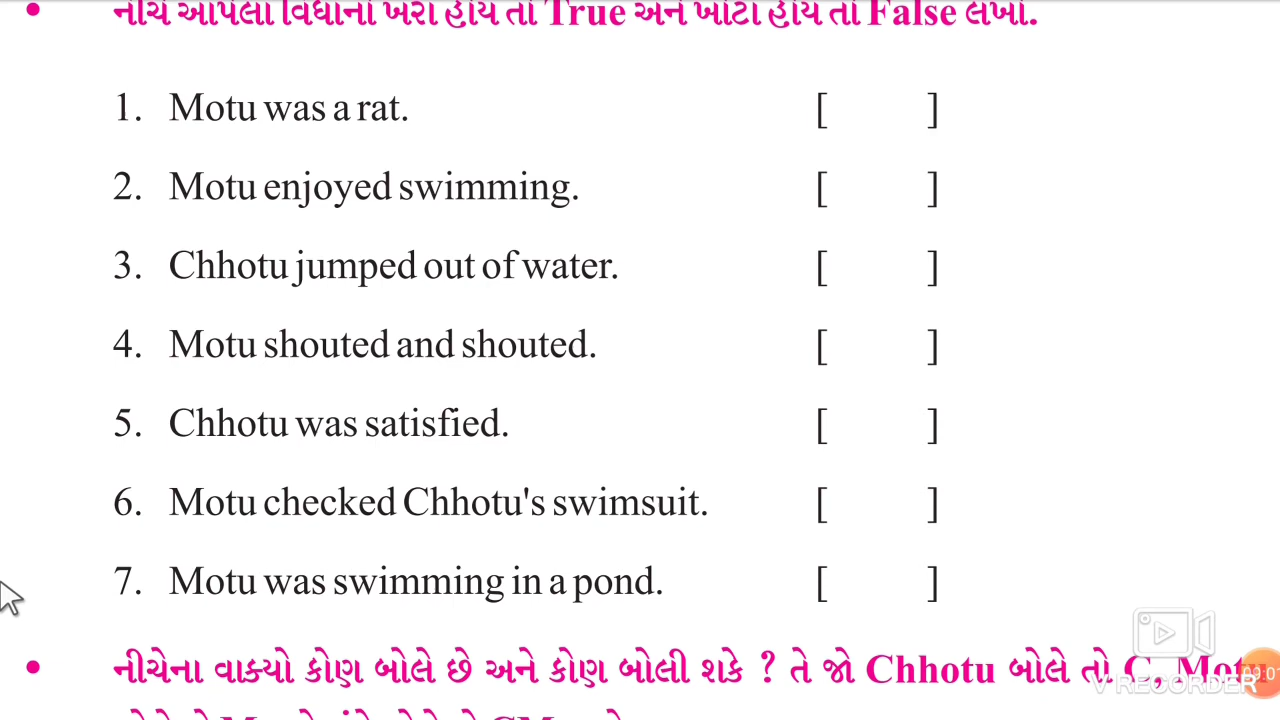 • નીચે આપેલાં વિધાનો ખરાં હોય તો True અને ખોટાં હોય તો False લખો.
1. Motu was a rat. [ ]
2. Motu enjoyed swimming. [ ]
3. Chhotu jumped out of water. [ ]
4. Motu shouted and shouted. [ ]
5. Chhotu was satisfied. [ ]
6. Motu checked Chhotu's swimsuit. [ ]
7. Motu was swimming in a pond. [ ]
• નીચેના વાક્યો કોણ બોલે છે અને કોણ બોલી શકે ? તે જો Chhotu બોલે તો C, Motu
V RECORDER